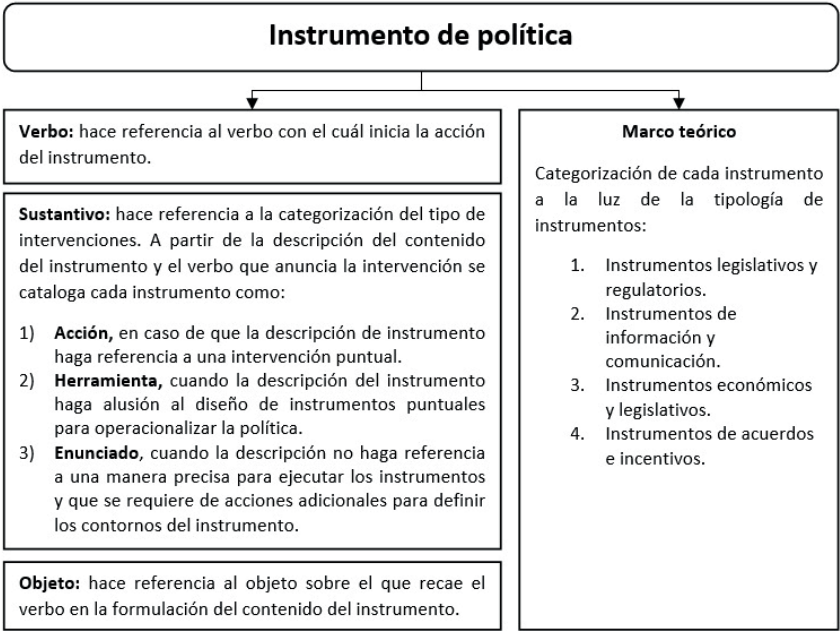 Instrumento de política
Verbo: hace referencia al verbo con el cuál inicia la acción
del instrumento.
Sustantivo: hace referencia a la categorización del tipo de
intervenciones. A partir de la descripción del contenido
del instrumento y el verbo que anuncia la intervención se
cataloga cada instrumento como:
1) Acción, en caso de que la descripción de instrumento
haga referencia a una intervención puntual.
2) Herramienta, cuando la descripción del instrumento
haga alusión al diseño de instrumentos puntuales
para operacionalizar la política.
3) Enunciado, cuando la descripción no haga referencia
a una manera precisa para ejecutar los instrumentos
y que se requiere de acciones adicionales para definir
los contornos del instrumento.
Objeto: hace referencia al objeto sobre el que recae el
verbo en la formulación del contenido del instrumento.
Marco teórico
Categorización de cada instrumento
a la luz de la tipología de
instrumentos:
1. Instrumentos legislativos y
regulatorios.
2. Instrumentos de
información y
comunicación.
3. Instrumentos económicos
y legislativos.
4. Instrumentos de acuerdos
e incentivos.